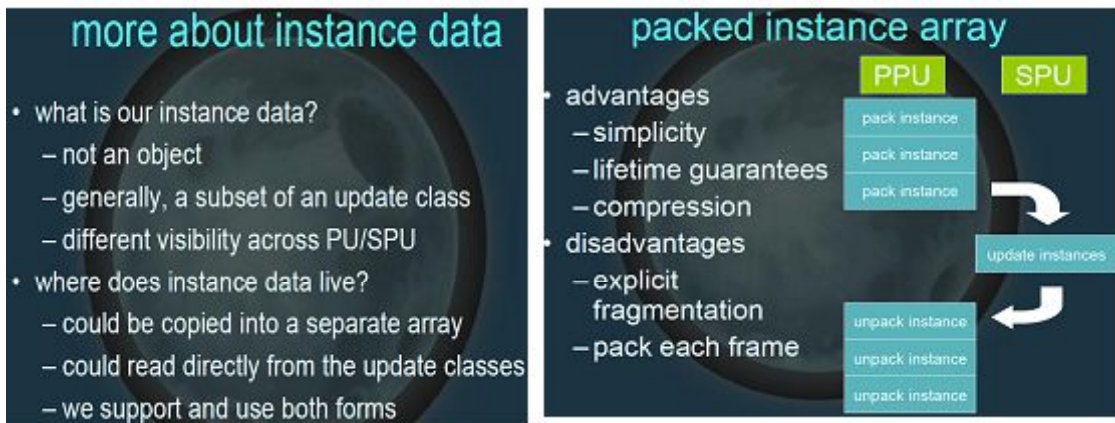 more about instance data
• what is our instance data?
– not an object
– generally, a subset of an update class
– different visibility across PU/SPU
• where does instance data live?
– could be copied into a separate array
– could read directly from the update classes
– we support and use both forms
packed instance array
• advantages
– simplicity
– lifetime guarantees
– compression
• disadvantages
– explicit
fragmentation
– pack each frame
PPU
SPU
pack instance
pack instance
pack instance
update instances
unpack instance
unpack instance
unpack instance